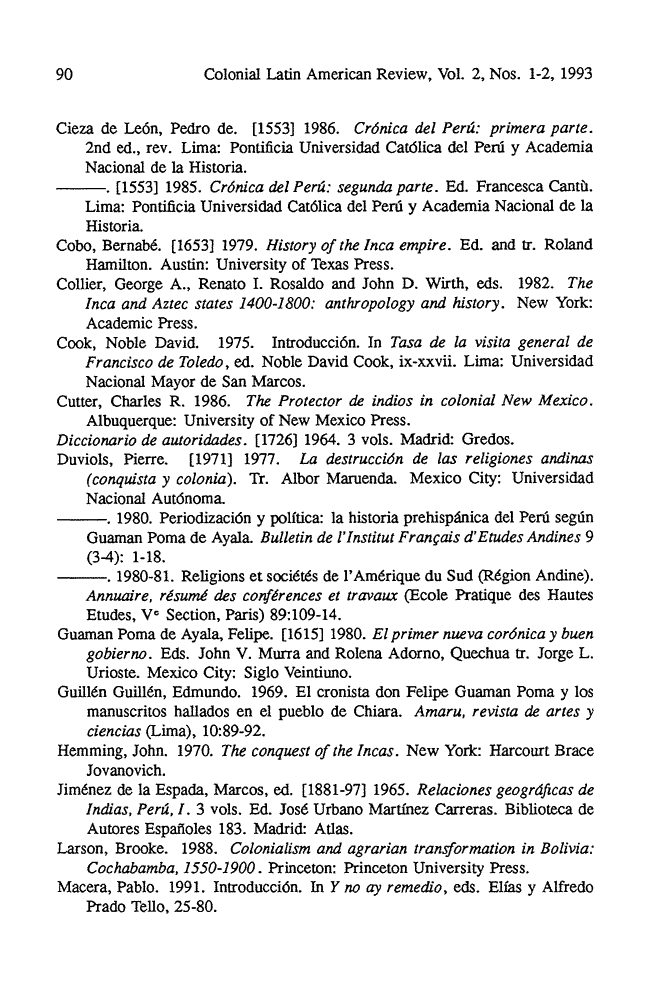 90 Colonial Latin American Review, Vol. 2, Nos. 1-2, 1993
Cieza de León, Pedro de. [1553] 1986. Crónica del Perú: primera parte.
2nd ed., rev. Lima: Pontificia Universidad Católica del Perú y Academia
Nacional de la Historia.
———. [1553] 1985. Crónica del Perú: segunda parte. Ed. Francesca Cantù.
Lima: Pontificia Universidad Católica del Perú y Academia Nacional de la
Historia.
Cobo, Bernabé. [1653] 1979. History of the Inca empire. Ed. and tr. Roland
Hamilton. Austin: University of Texas Press.
Collier, George A., Renato I. Rosaldo and John D. Wirth, eds. 1982. The
Inca and Aztec states 1400-1800: anthropology and history. New York:
Academic Press.
Cook, Noble David. 1975. Introducción. In Tasa de la visita general de
Francisco de Toledo, ed. Noble David Cook, ix-xxvii. Lima: Universidad
Nacional Mayor de San Marcos.
Cutter, Charles R. 1986. The Protector de indios in colonial New Mexico.
Albuquerque: University of New Mexico Press.
Diccionario de autoridades. [1726] 1964. 3 vols. Madrid: Gredos.
Duviols, Pierre. [1971] 1977. La destrucción de las religiones andinas
(conquista y colonia). Tr. Albor Maruenda. Mexico City: Universidad
Nacional Autónoma.
———. 1980. Periodización y política: la historia prehispánica del Perú según
Guaman Poma de Ayala. Bulletin de l'Institut Français d'Etudes Andines 9
(3-4): 1-18.
———. 1980-81. Religions et sociétés de l'Amérique du Sud (Région Andine).
Annuaire, résumé des conférences et travaux (Ecole Pratique des Hautes
Etudes, Vᵉ Section, Paris) 89:109-14.
Guaman Poma de Ayala, Felipe. [1615] 1980. El primer nueva corónica y buen
gobierno. Eds. John V. Murra and Rolena Adorno, Quechua tr. Jorge L.
Urioste. Mexico City: Siglo Veintiuno.
Guillén Guillén, Edmundo. 1969. El cronista don Felipe Guaman Poma y los
manuscritos hallados en el pueblo de Chiara. Amaru, revista de artes y
ciencias (Lima), 10:89-92.
Hemming, John. 1970. The conquest of the Incas. New York: Harcourt Brace
Jovanovich.
Jiménez de la Espada, Marcos, ed. [1881-97] 1965. Relaciones geográficas de
Indias, Perú, I. 3 vols. Ed. José Urbano Martínez Carreras. Biblioteca de
Autores Españoles 183. Madrid: Atlas.
Larson, Brooke. 1988. Colonialism and agrarian transformation in Bolivia:
Cochabamba, 1550-1900. Princeton: Princeton University Press.
Macera, Pablo. 1991. Introducción. In Y no ay remedio, eds. Elías y Alfredo
Prado Tello, 25-80.